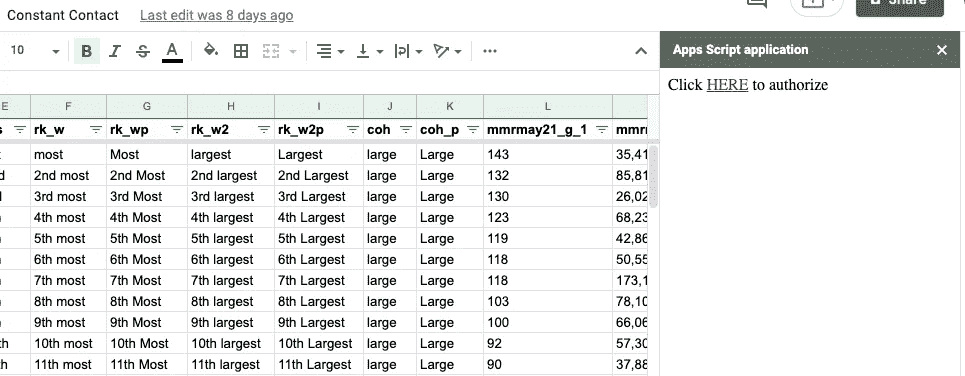 Constant Contact Last edit was 8 days ago Share
10 B I S A Apps Script application
Click HERE to authorize
E F G H I J K L
s rk_w rk_wp rk_w2 rk_w2p coh coh_p mmrmay21_g_1
most Most largest Largest large Large 143 35,41
2nd most 2nd Most 2nd largest 2nd Largest large Large 132 85,81
3rd most 3rd Most 3rd largest 3rd Largest large Large 130 26,02
4th most 4th Most 4th largest 4th Largest large Large 123 68,23
5th most 5th Most 5th largest 5th Largest large Large 119 42,86
6th most 6th Most 6th largest 6th Largest large Large 118 50,55
7th most 7th Most 7th largest 7th Largest large Large 118 173,1
8th most 8th Most 8th largest 8th Largest large Large 103 78,10
9th most 9th Most 9th largest 9th Largest large Large 100 66,06
th 10th most 10th Most 10th largest 10th Largest large Large 92 57,30
h 11th most 11th Most 11th largest 11th Largest large Large 90 37,88